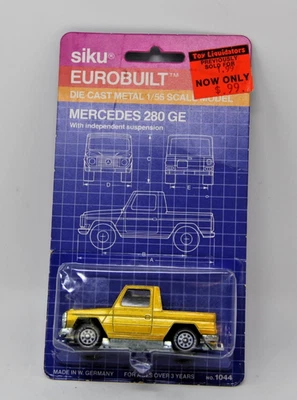 siku®
EUROBUILT™
DIE CAST METAL 1/55 SCALE MODEL
MERCEDES 280 GE
With independent suspension
Top Liquidators
PREVIOUSLY
SOLD FOR
NOW ONLY
$.99
C
D
E
B
A
MADE IN W. GERMANY
FOR AGES OVER 3 YEARS
NO. 1044